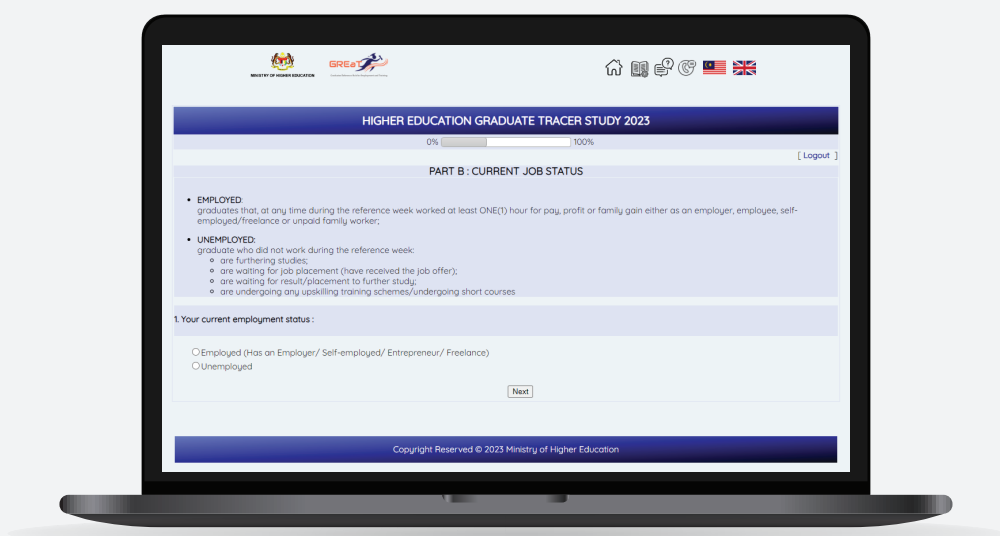 MINISTRY OF HIGHER EDUCATION
GREaT
HIGHER EDUCATION GRADUATE TRACER STUDY 2023
0% 100%
[ Logout ]
PART B : CURRENT JOB STATUS
• EMPLOYED:
graduates that, at any time during the reference week worked at least ONE(1) hour for pay, profit or family gain either as an employer, employee, self-
employed/freelance or unpaid family worker;
• UNEMPLOYED:
graduate who did not work during the reference week:
are furthering studies;
are waiting for job placement (have received the job offer);
are waiting for result/placement to further study;
are undergoing any upskilling training schemes/undergoing short courses
1. Your current employment status :
Employed (Has an Employer/ Self-employed/ Entrepreneur/ Freelance)
Unemployed
Next
Copyright Reserved © 2023 Ministry of Higher Education